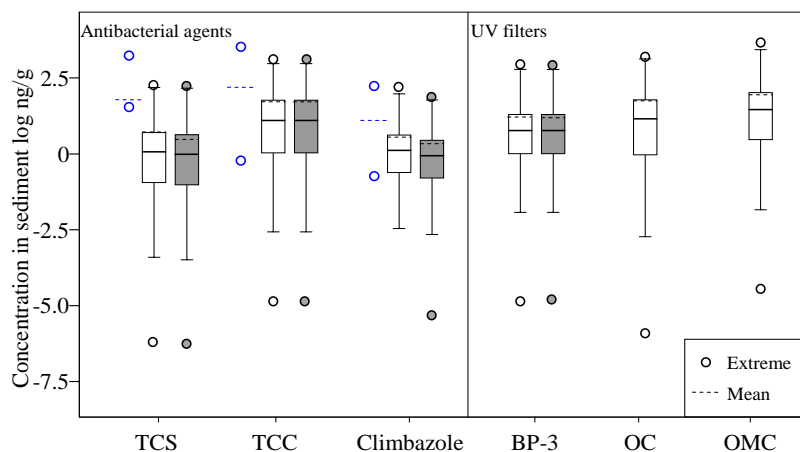 Antibacterial agents
UV filters
Concentration in sediment log ng/g
2.5
0
-2.5
-5.0
-7.5
Extreme
Mean
TCS TCC Climbazole BP-3 OC OMC